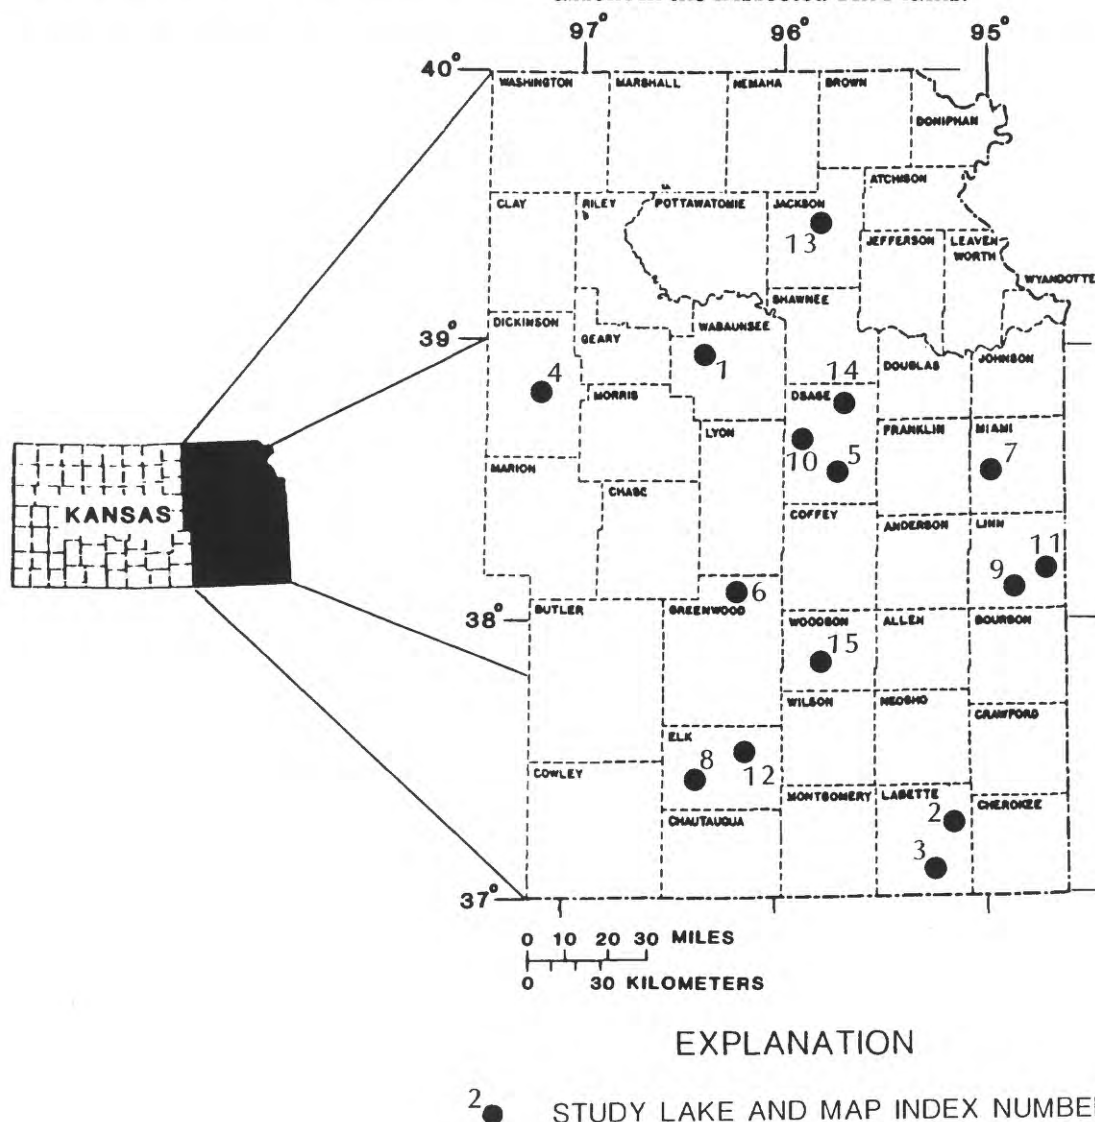 97° 96° 95°
40°
WASHINGTON MARSHALL NEMAHA BROWN
DONIPHAN
ATCHISON
CLAY RILEY POTTAWATOMIE JACKSON
13
JEFFERSON LEAVEN
WORTH
WYANDOTTE
SHAWNEE
DICKINSON WABAUNSEE
39°
GEARY JOHNSON
1
DOUGLAS
4 14
MORRIS OSAGE
LYON FRANKLIN MIAMI
10 5 7
MARION
CHASE
KANSAS
COFFEY ANDERSON LINN
11
9
6
BUTLER GREENWOOD
38°
WOODSON ALLEN BOURBON
15
WILSON NEOSHO
CRAWFORD
ELK
8 12
COWLEY
MONTGOMERY LABETTE
CHEROKEE
2
CHAUTAUQUA
3
37°
0 10 20 30 MILES
0 30 KILOMETERS
EXPLANATION
2 STUDY LAKE AND MAP INDEX NUMBE